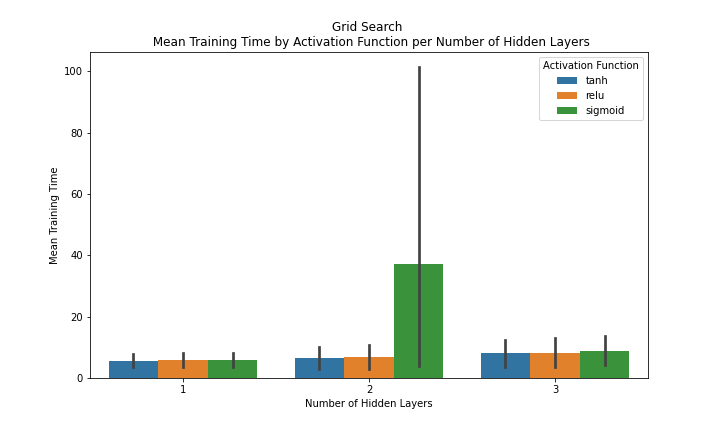 Grid Search
Mean Training Time by Activation Function per Number of Hidden Layers
Activation Function
tanh
relu
sigmoid
Mean Training Time
100
80
60
40
20
0
1
2
3
Number of Hidden Layers